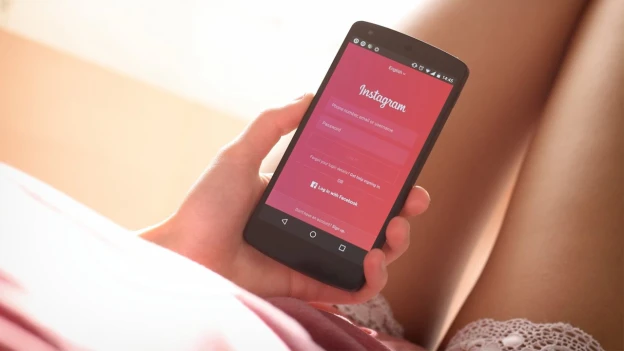 14:45
English
Instagram
Phone number, email or username
Password
Forgot your login details? Get help signing in.
OR
Log in with Facebook
Don't have an account? Sign up.